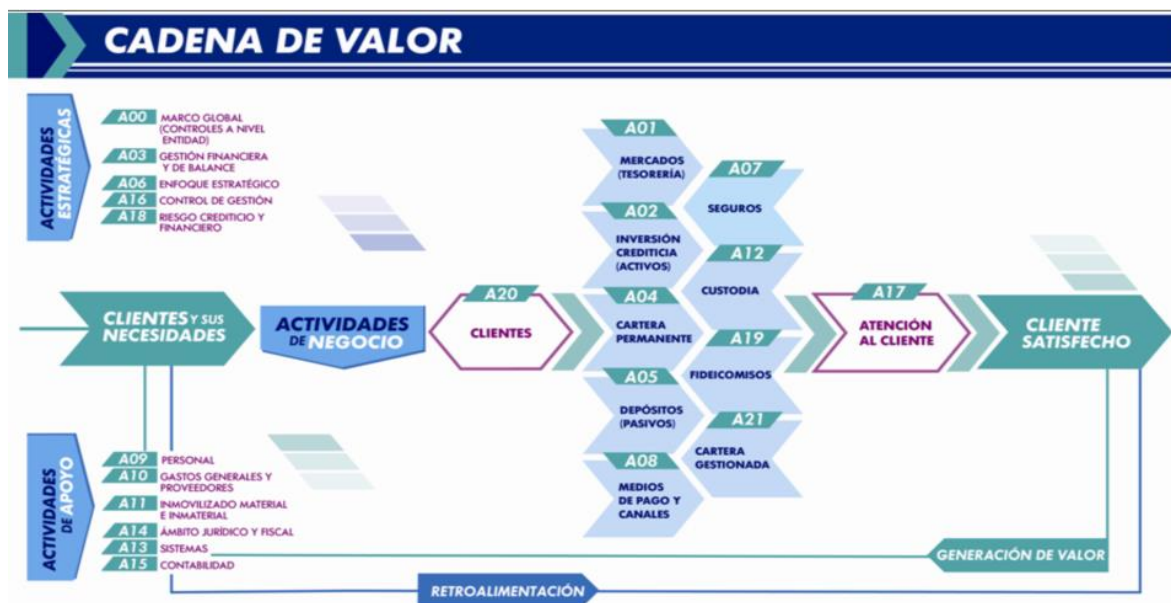 CADENA DE VALOR
ACTIVIDADES
ESTRATÉGICAS
A00 MARCO GLOBAL
(CONTROLES A NIVEL
ENTIDAD)
A03 GESTIÓN FINANCIERA
Y DE BALANCE
A06 ENFOQUE ESTRATÉGICO
A16 CONTROL DE GESTIÓN
A18 RIESGO CREDITICIO Y
FINANCIERO
CLIENTES Y SUS
NECESIDADES
ACTIVIDADES
DE NEGOCIO
A20
CLIENTES
A01
MERCADOS
(TESORERÍA)
A02
INVERSIÓN
CREDITICIA
(ACTIVOS)
A04
CARTERA
PERMANENTE
A05
DEPÓSITOS
(PASIVOS)
A08
MEDIOS
DE PAGO Y
CANALES
A07
SEGUROS
A12
CUSTODIA
A19
FIDEICOMISOS
A21
CARTERA
GESTIONADA
A17
ATENCIÓN
AL CLIENTE
CLIENTE
SATISFECHO
ACTIVIDADES
DE APOYO
A09 PERSONAL
A10 GASTOS GENERALES Y
PROVEEDORES
A11 INMOVILIZADO MATERIAL
E INMATERIAL
A14 ÁMBITO JURÍDICO Y FISCAL
A13 SISTEMAS
A15 CONTABILIDAD
GENERACIÓN DE VALOR
RETROALIMENTACIÓN